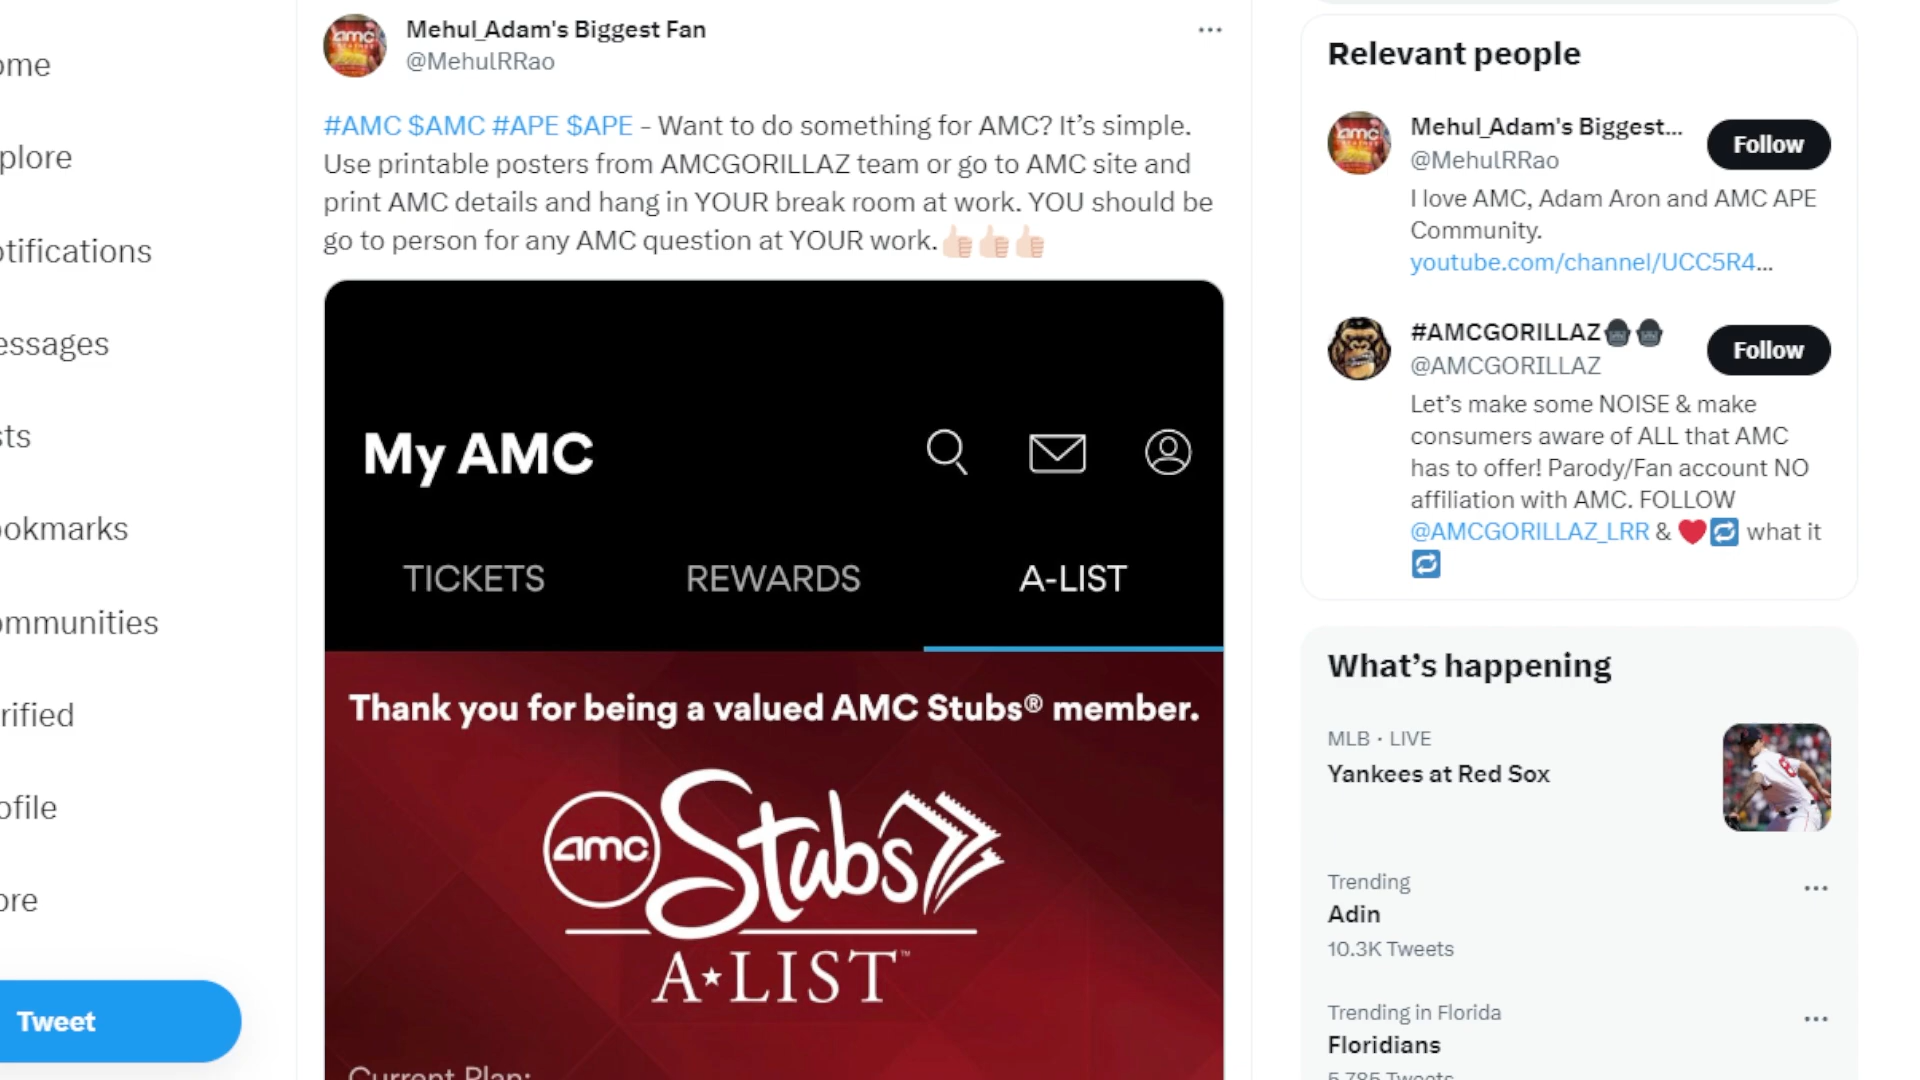 ome
plore
otifications
essages
sts
ookmarks
ommunities
rified
ofile
ore
Tweet
Mehul_Adam's Biggest Fan
@MehulRRao
#AMC $AMC #APE $APE – Want to do something for AMC? It’s simple.
Use printable posters from AMCGORILLAZ team or go to AMC site and
print AMC details and hang in YOUR break room at work. YOU should be
go to person for any AMC question at YOUR work.👍🏻👍🏻👍🏻
My AMC
TICKETS REWARDS A-LIST
Thank you for being a valued AMC Stubs® member.
amc Stubs
A★LIST™
Current Plan:
Relevant people
Mehul_Adam's Biggest...
@MehulRRao
Follow
I love AMC, Adam Aron and AMC APE
Community.
youtube.com/channel/UCC5R4...
#AMCGORILLAZ
@AMCGORILLAZ
Follow
Let’s make some NOISE & make
consumers aware of ALL that AMC
has to offer! Parody/Fan account NO
affiliation with AMC. FOLLOW
@AMCGORILLAZ_LRR & ❤️🔁 what it
🔁
What’s happening
MLB · LIVE
Yankees at Red Sox
Trending
Adin
10.3K Tweets
Trending in Florida
Floridians
5,785 Tweets